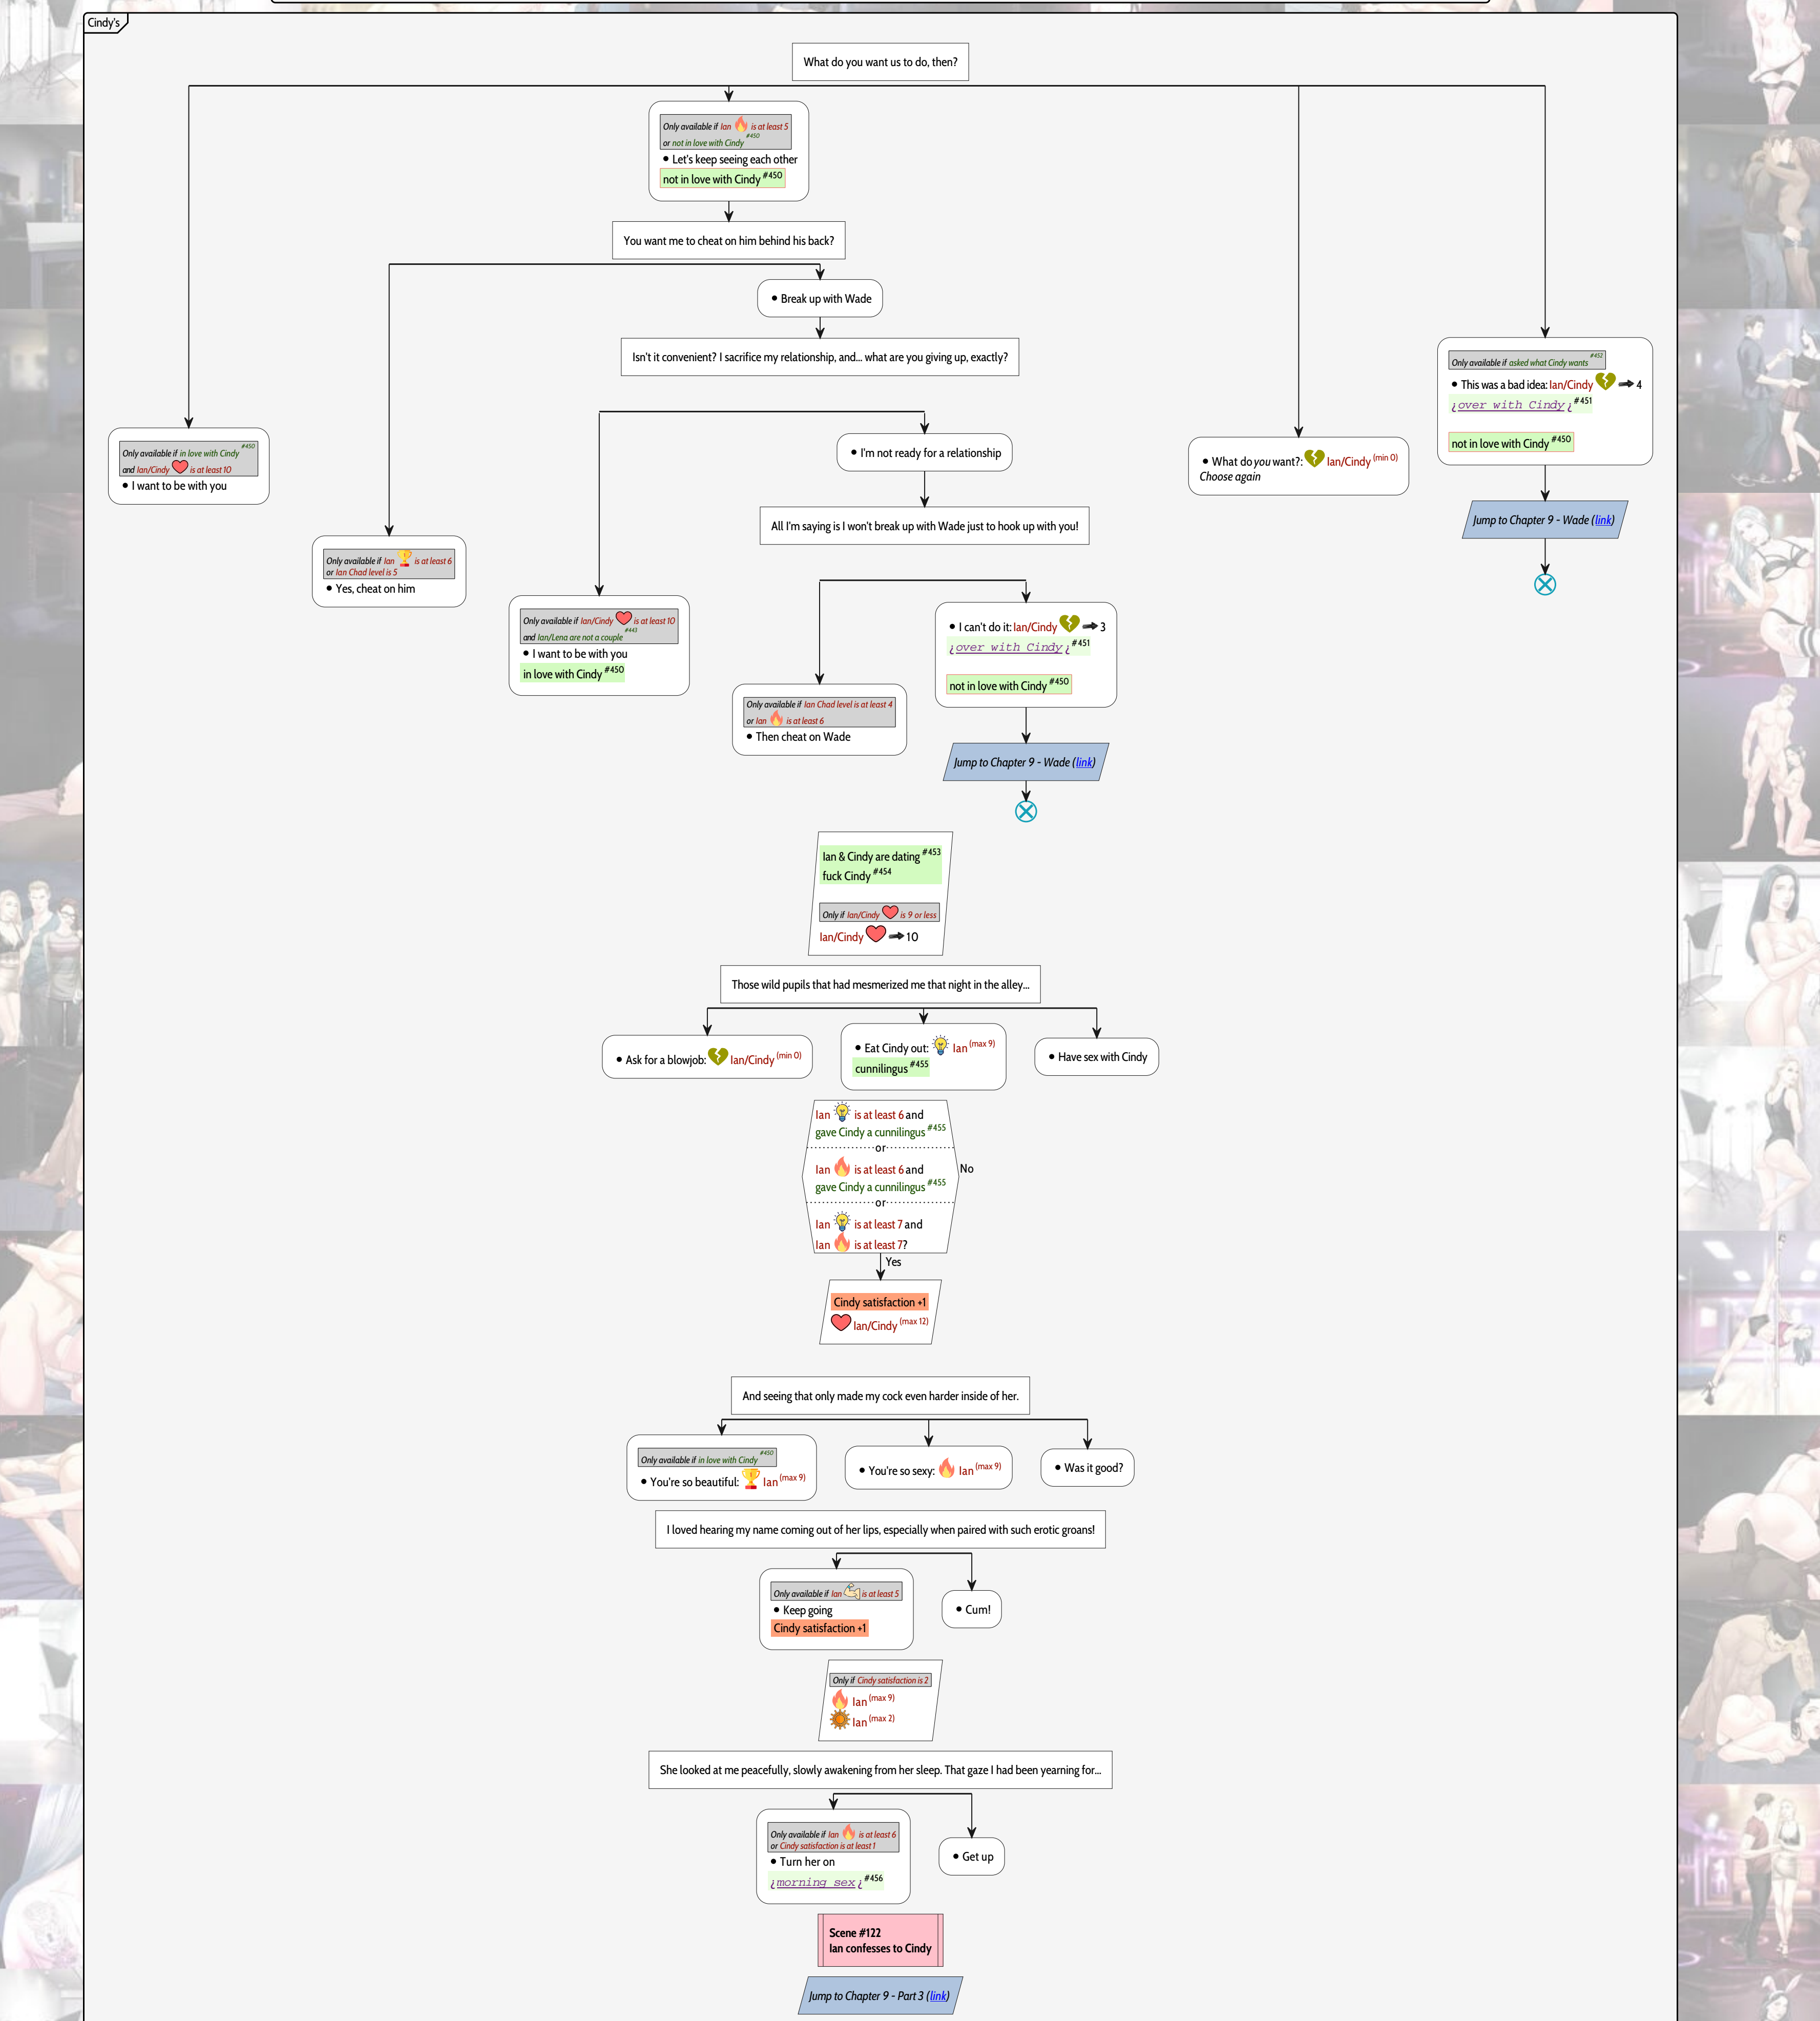 Cindy's
What do you want us to do, then?
Only available if Ian is at least 5
or not in love with Cindy #450
• Let's keep seeing each other
not in love with Cindy #450
You want me to cheat on him behind his back?
• Break up with Wade
Isn't it convenient? I sacrifice my relationship, and... what are you giving up, exactly?
Only available if asked what Cindy wants #452
• This was a bad idea: Ian/Cindy 4
¿over with Cindy¿ #451
not in love with Cindy #450
Only available if in love with Cindy #450
and Ian/Cindy is at least 10
• I want to be with you
• I'm not ready for a relationship
• What do you want?: Ian/Cindy (min 0)
Choose again
All I'm saying is I won't break up with Wade just to hook up with you!
Jump to Chapter 9 - Wade (link)
Only available if Ian is at least 6
or Ian Chad level is 5
• Yes, cheat on him
Only available if Ian/Cindy is at least 10
and Ian/Lena are not a couple #443
• I want to be with you
in love with Cindy #450
• I can't do it: Ian/Cindy 3
¿over with Cindy¿ #451
not in love with Cindy #450
Only available if Ian Chad level is at least 4
or Ian is at least 6
• Then cheat on Wade
Jump to Chapter 9 - Wade (link)
Ian & Cindy are dating #453
fuck Cindy #454
Only if Ian/Cindy is 9 or less
Ian/Cindy 10
Those wild pupils that had mesmerized me that night in the alley...
• Ask for a blowjob: Ian/Cindy (min 0)
• Eat Cindy out: Ian (max 9)
cunnilingus #455
• Have sex with Cindy
Ian is at least 6 and
gave Cindy a cunnilingus #455
or
Ian is at least 6 and
gave Cindy a cunnilingus #455
or
Ian is at least 7 and
Ian is at least 7?
No
Yes
Cindy satisfaction +1
Ian/Cindy (max 12)
And seeing that only made my cock even harder inside of her.
Only available if in love with Cindy #450
• You're so beautiful: Ian (max 9)
• You're so sexy: Ian (max 9)
• Was it good?
I loved hearing my name coming out of her lips, especially when paired with such erotic groans!
Only available if Ian is at least 5
• Keep going
Cindy satisfaction +1
• Cum!
Only if Cindy satisfaction is 2
Ian (max 9)
Ian (max 2)
She looked at me peacefully, slowly awakening from her sleep. That gaze I had been yearning for...
Only available if Ian is at least 6
or Cindy satisfaction is at least 1
• Turn her on
¿morning sex¿ #456
• Get up
Scene #122
Ian confesses to Cindy
Jump to Chapter 9 - Part 3 (link)